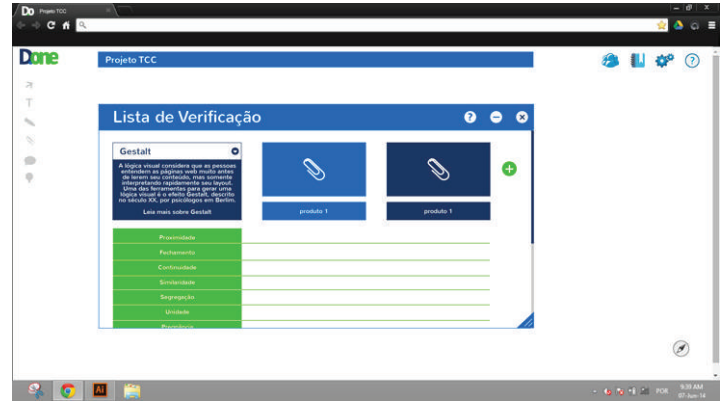 Do Projeto TCC
Done
Projeto TCC
Lista de Verificação
?
Gestalt
A lógica visual considera que as pessoas
entendem as páginas web muito antes
de lerem seu conteúdo, mas somente
interpretando rapidamente seu layout.
Uma das ferramentas para gerar uma
lógica visual é o efeito Gestalt, descrito
no século XX, por psicólogos em Berlim.
Leia mais sobre Gestalt
produto 1
produto 1
Proximidade
Fechamento
Continuidade
Similaridade
Segregação
Unidade
Pregnância
T
?
Ai
POR
9:39 AM
07-Jun-14